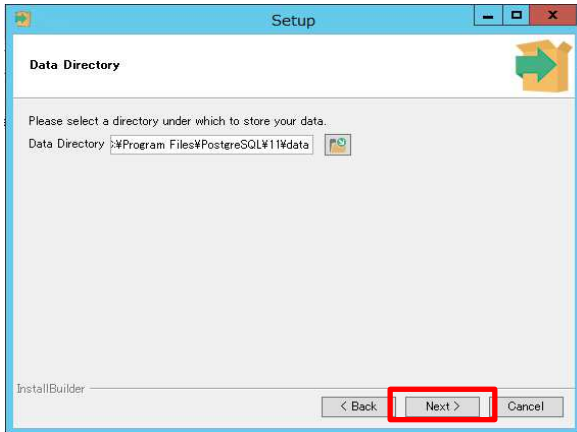 Setup
Data Directory
Please select a directory under which to store your data.
Data Directory :¥Program Files¥PostgreSQL¥11¥data
InstallBuilder
< Back Next > Cancel